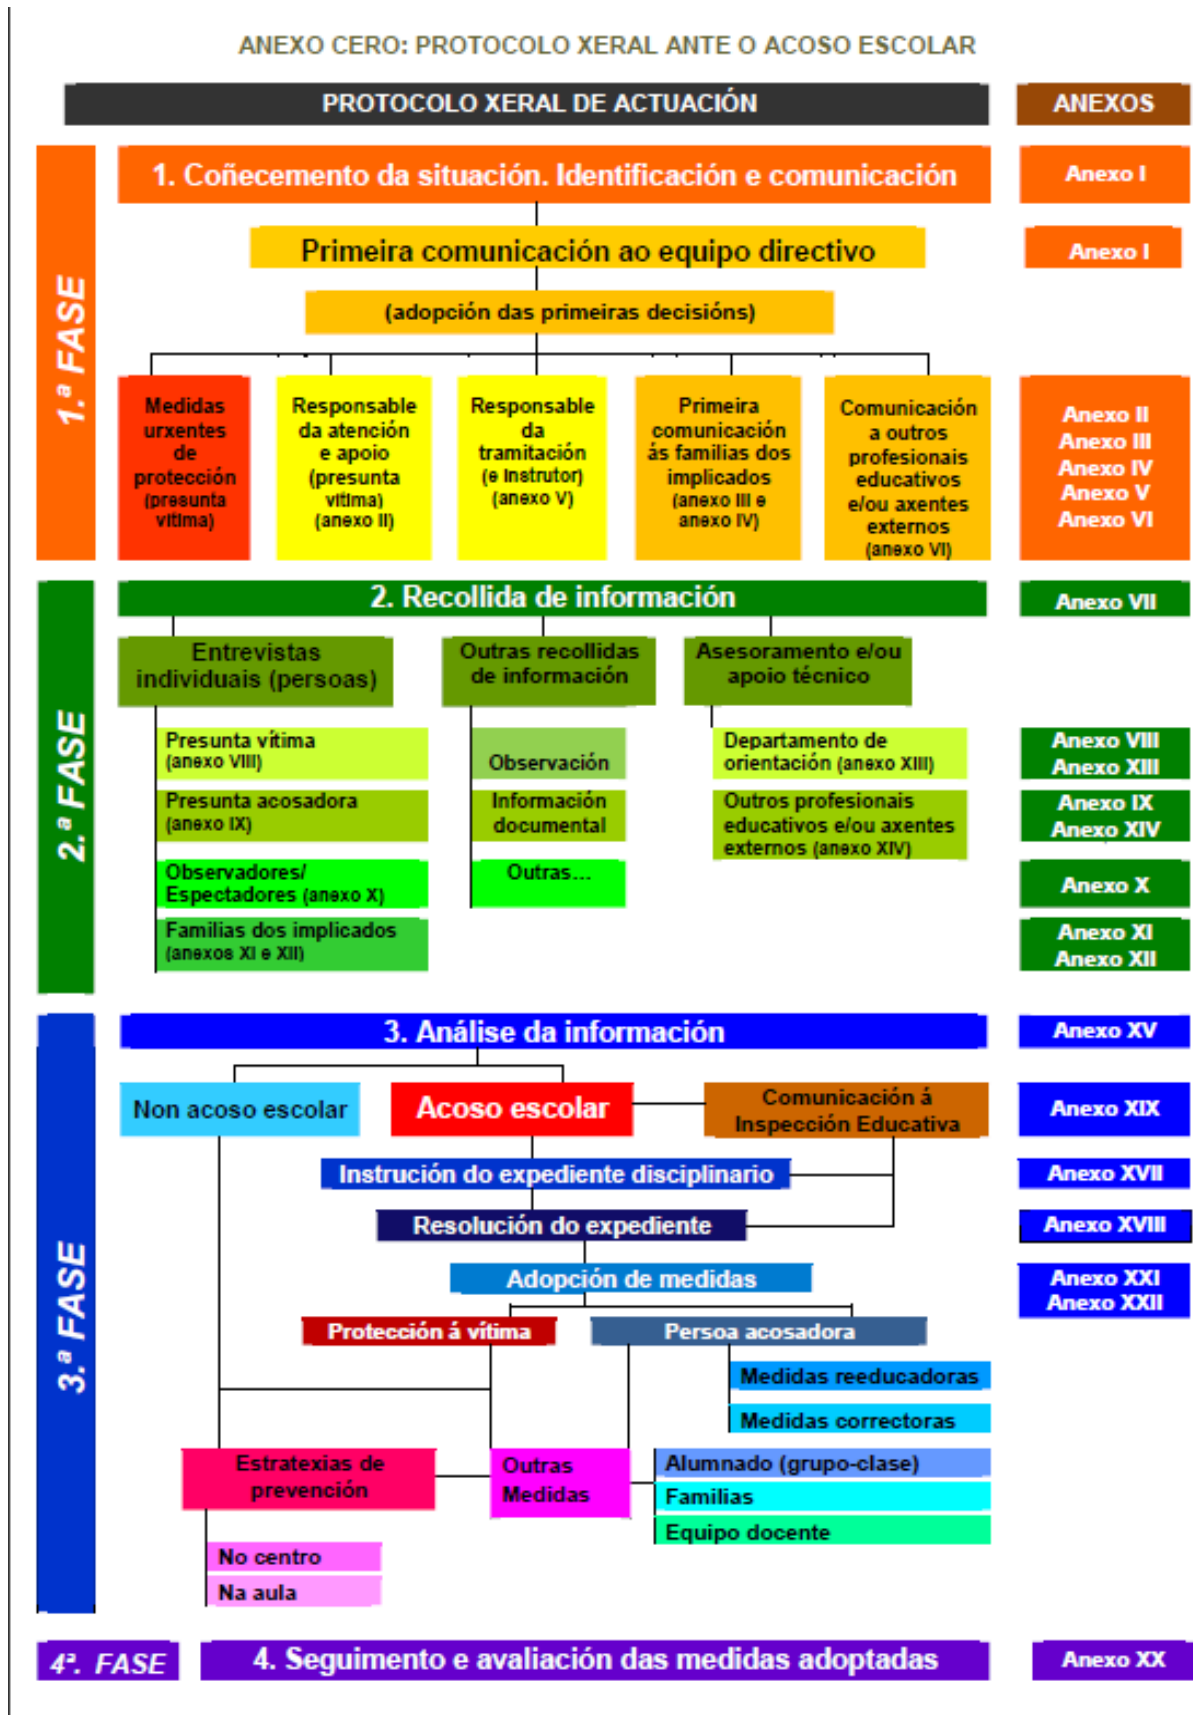 ANEXO CERO: PROTOCOLO XERAL ANTE O ACOSO ESCOLAR
PROTOCOLO XERAL DE ACTUACIÓN
ANEXOS
1.ª FASE
1. Coñecemento da situación. Identificación e comunicación
Anexo I
Primeira comunicación ao equipo directivo
Anexo I
(adopción das primeiras decisións)
Medidas
urxentes
de
protección
(presunta
vítima)
Responsable
da atención
e apoio
(presunta
vítima)
(anexo II)
Responsable
da
tramitación
(e Instrutor)
(anexo V)
Primeira
comunicación
ás familias dos
implicados
(anexo III e
anexo IV)
Comunicación
a outros
profesionais
educativos
e/ou axentes
externos
(anexo VI)
Anexo II
Anexo III
Anexo IV
Anexo V
Anexo VI
2.ª FASE
2. Recollida de información
Anexo VII
Entrevistas
individuais (persoas)
Outras recollidas
de información
Asesoramento e/ou
apoio técnico
Presunta vítima
(anexo VIII)
Observación
Departamento de
orientación (anexo XIII)
Anexo VIII
Anexo XIII
Presunta acosadora
(anexo IX)
Información
documental
Outros profesionais
educativos e/ou axentes
externos (anexo XIV)
Anexo IX
Anexo XIV
Observadores/
Espectadores (anexo X)
Outras...
Anexo X
Familias dos implicados
(anexos XI e XII)
Anexo XI
Anexo XII
3.ª FASE
3. Análise da información
Anexo XV
Non acoso escolar
Acoso escolar
Comunicación á
Inspección Educativa
Anexo XIX
Instrución do expediente disciplinario
Anexo XVII
Resolución do expediente
Anexo XVIII
Adopción de medidas
Anexo XXI
Anexo XXII
Protección á vítima
Persoa acosadora
Medidas reeducadoras
Medidas correctoras
Estratexias de
prevención
Outras
Medidas
Alumnado (grupo-clase)
Familias
Equipo docente
No centro
Na aula
4ª. FASE
4. Seguimento e avaliación das medidas adoptadas
Anexo XX